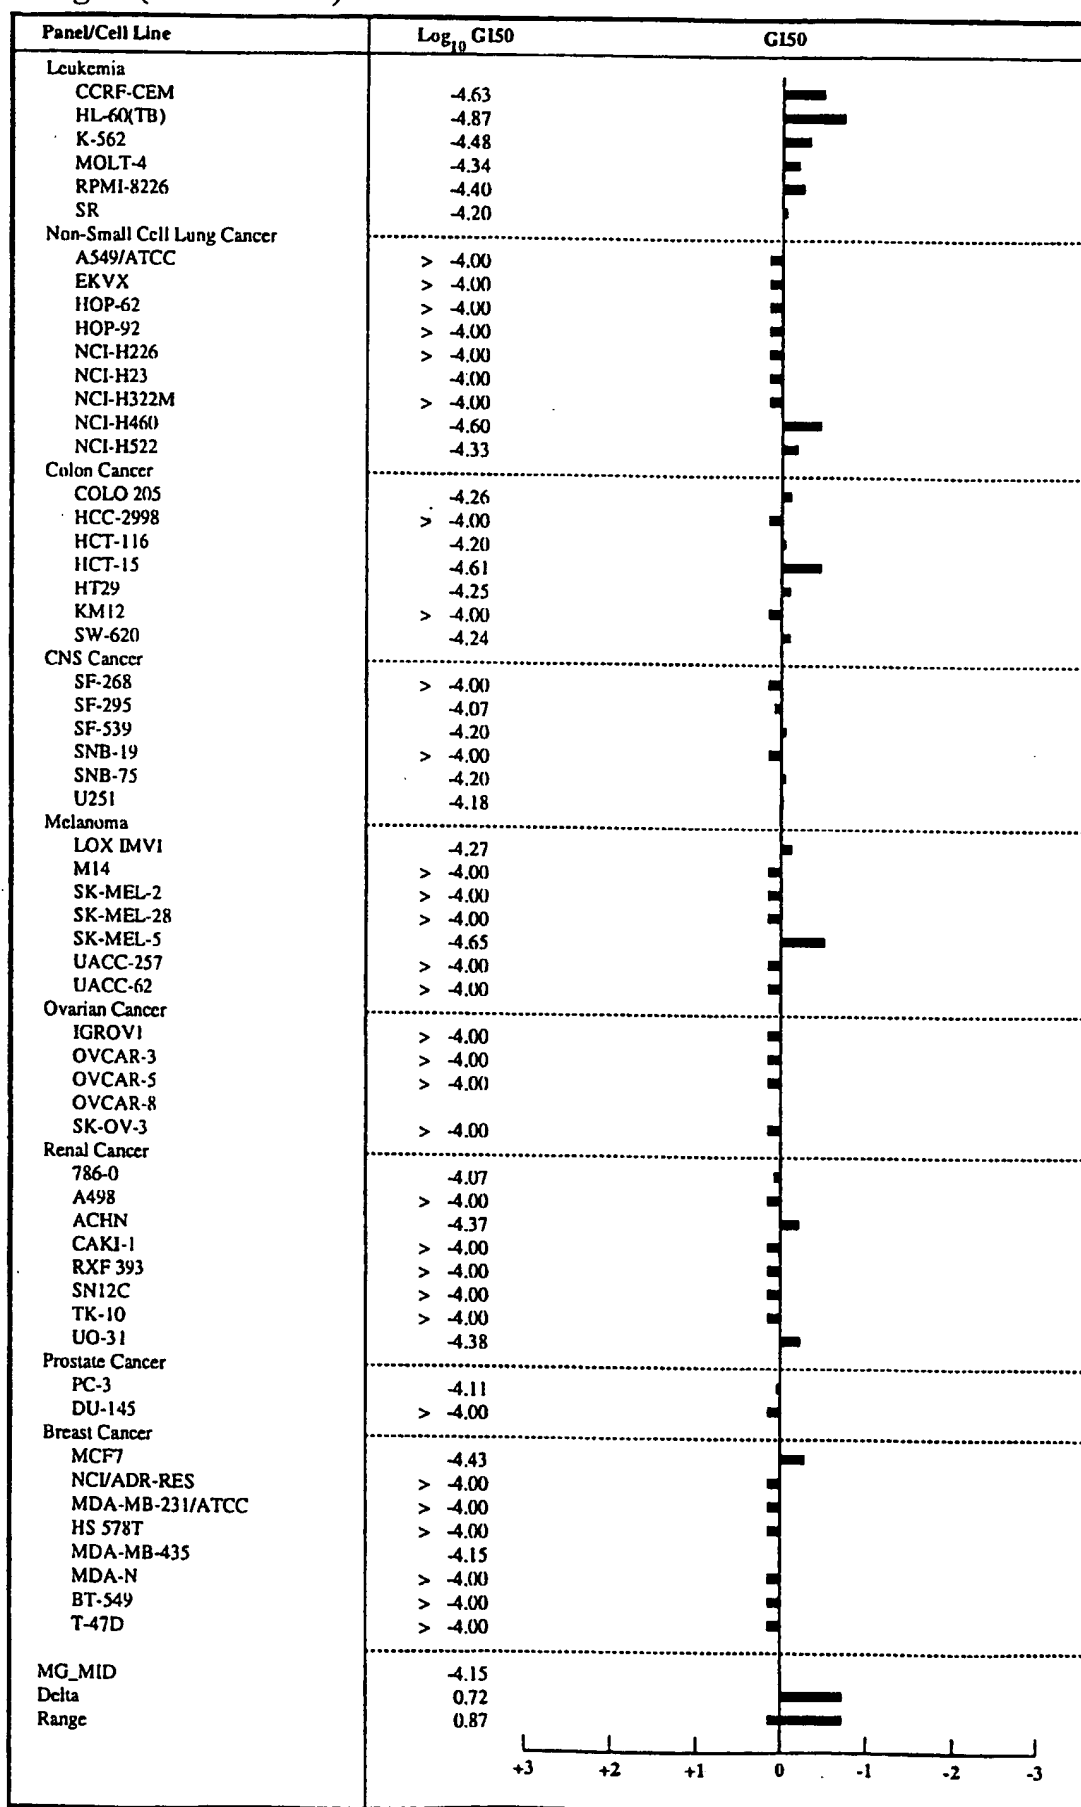 Panel/Cell Line Log10 GI50 GI50
Leukemia
CCRF-CEM -4.63
HL-60(TB) -4.87
K-562 -4.48
MOLT-4 -4.34
RPMI-8226 -4.40
SR -4.20
Non-Small Cell Lung Cancer
A549/ATCC > -4.00
EKVX > -4.00
HOP-62 > -4.00
HOP-92 > -4.00
NCI-H226 > -4.00
NCI-H23 -4.00
NCI-H322M > -4.00
NCI-H460 -4.60
NCI-H522 -4.33
Colon Cancer
COLO 205 -4.26
HCC-2998 > -4.00
HCT-116 -4.20
HCT-15 -4.61
HT29 -4.25
KM12 > -4.00
SW-620 -4.24
CNS Cancer
SF-268 > -4.00
SF-295 -4.07
SF-539 -4.20
SNB-19 > -4.00
SNB-75 -4.20
U251 -4.18
Melanoma
LOX IMVI -4.27
M14 > -4.00
SK-MEL-2 > -4.00
SK-MEL-28 > -4.00
SK-MEL-5 -4.65
UACC-257 > -4.00
UACC-62 > -4.00
Ovarian Cancer
IGROV1 > -4.00
OVCAR-3 > -4.00
OVCAR-5 > -4.00
OVCAR-8
SK-OV-3 > -4.00
Renal Cancer
786-0 -4.07
A498 > -4.00
ACHN -4.37
CAKI-1 > -4.00
RXF 393 > -4.00
SN12C > -4.00
TK-10 > -4.00
UO-31 -4.38
Prostate Cancer
PC-3 -4.11
DU-145 > -4.00
Breast Cancer
MCF7 -4.43
NCI/ADR-RES > -4.00
MDA-MB-231/ATCC > -4.00
HS 578T > -4.00
MDA-MB-435 -4.15
MDA-N > -4.00
BT-549 > -4.00
T-47D > -4.00
MG_MID -4.15
Delta 0.72
Range 0.87
+3 +2 +1 0 -1 -2 -3